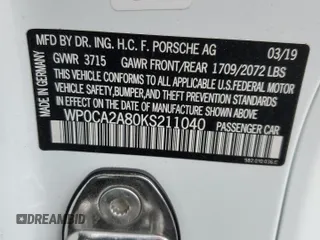 MFD. BY DR. ING. H.C. F. PORSCHE AG 03/19
GVWR 3715 GAWR FRONT/REAR 1709/2072 LBS
THIS VEHICLE CONFORMS TO ALL APPLICABLE U.S.FEDERAL MOTOR
VEHICLE SAFETY, BUMPER, AND THEFT PREVENTION STANDARDS
IN EFFECT ON THE DATE OF MANUFACTURE SHOWN ABOVE
WP0CA2A80KS211040 PASSENGER CAR
MADE IN GERMANY
DREAMBID